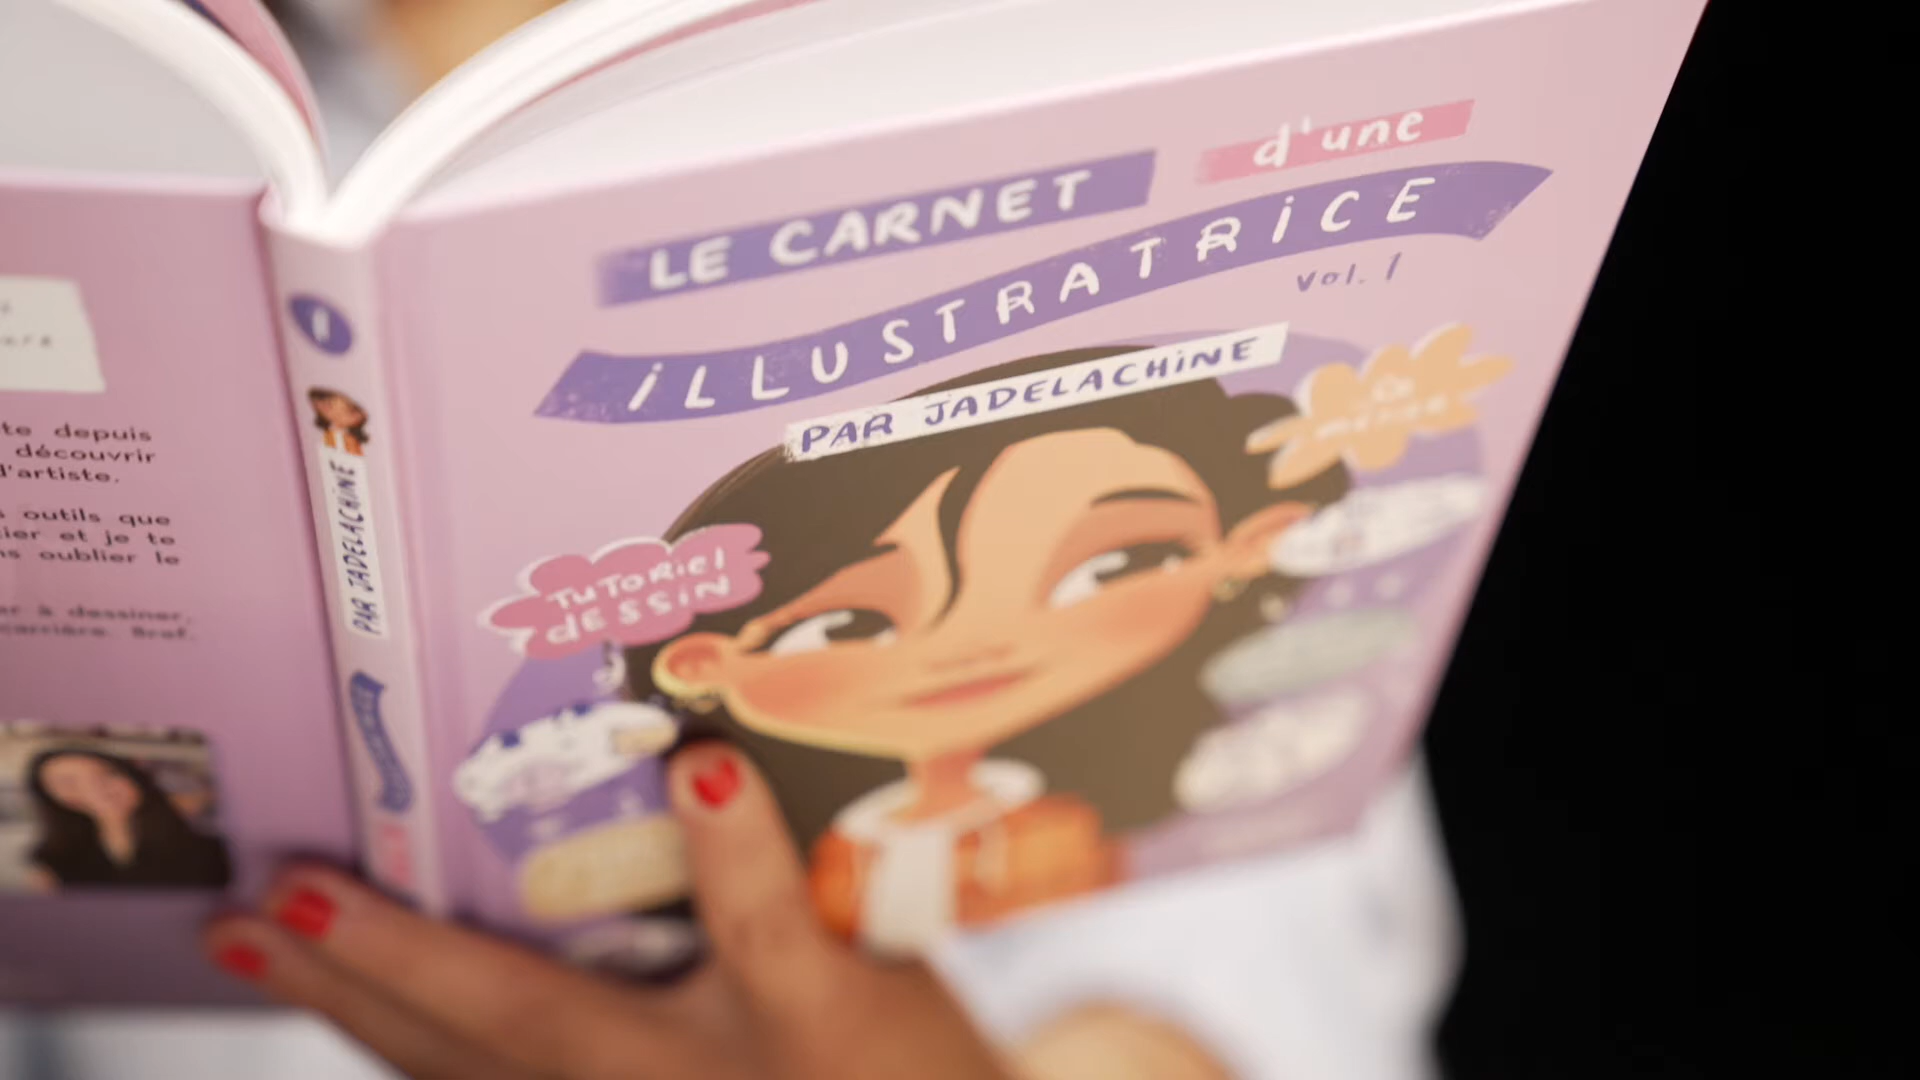 LE CARNET
d'une
iLLUSTRATRiCE
vol. 1
PAR JADELACHiNE
TUTORiEl
dESSiN
1
PAR JADELACHiNE
te depuis
découvrir
d'artiste.
outils que
ier et je te
oublier le
à dessiner,
carrière. Bref,